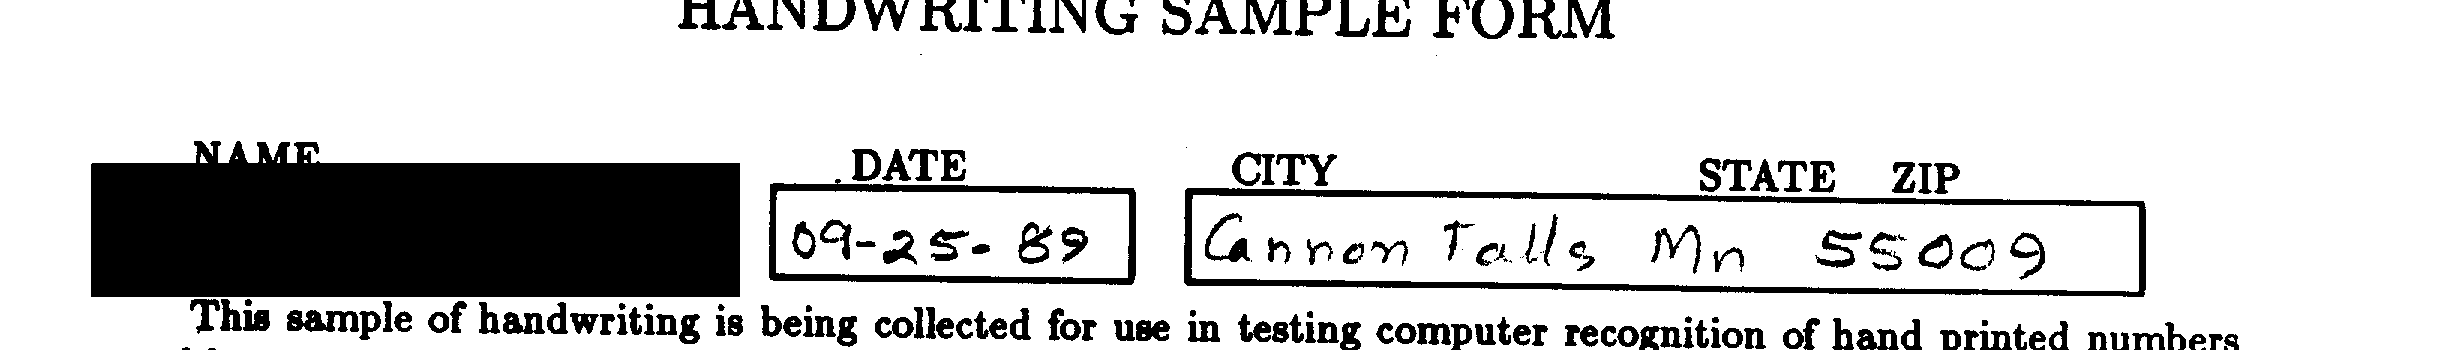 HANDWRITING SAMPLE FORM
NAME DATE CITY STATE ZIP
09-25-89 Cannon Falls Mn 55009
This sample of handwriting is being collected for use in testing computer recognition of hand printed numbers